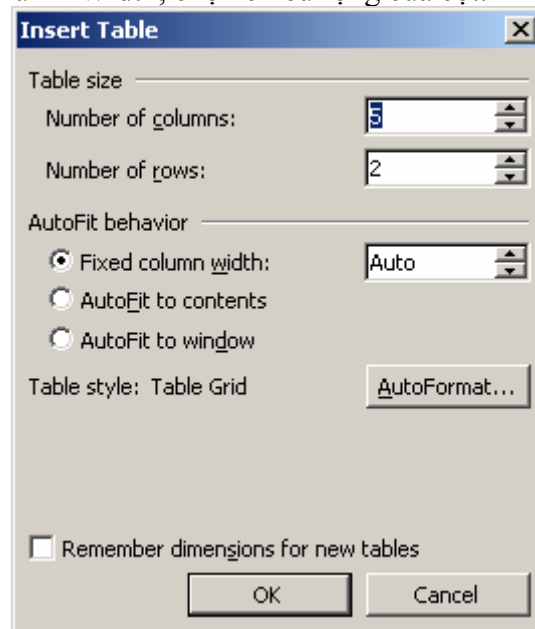 Insert Table
Table size
Number of columns: 5
Number of rows: 2
AutoFit behavior
Fixed column width: Auto
AutoFit to contents
AutoFit to window
Table style: Table Grid AutoFormat...
Remember dimensions for new tables
OK Cancel